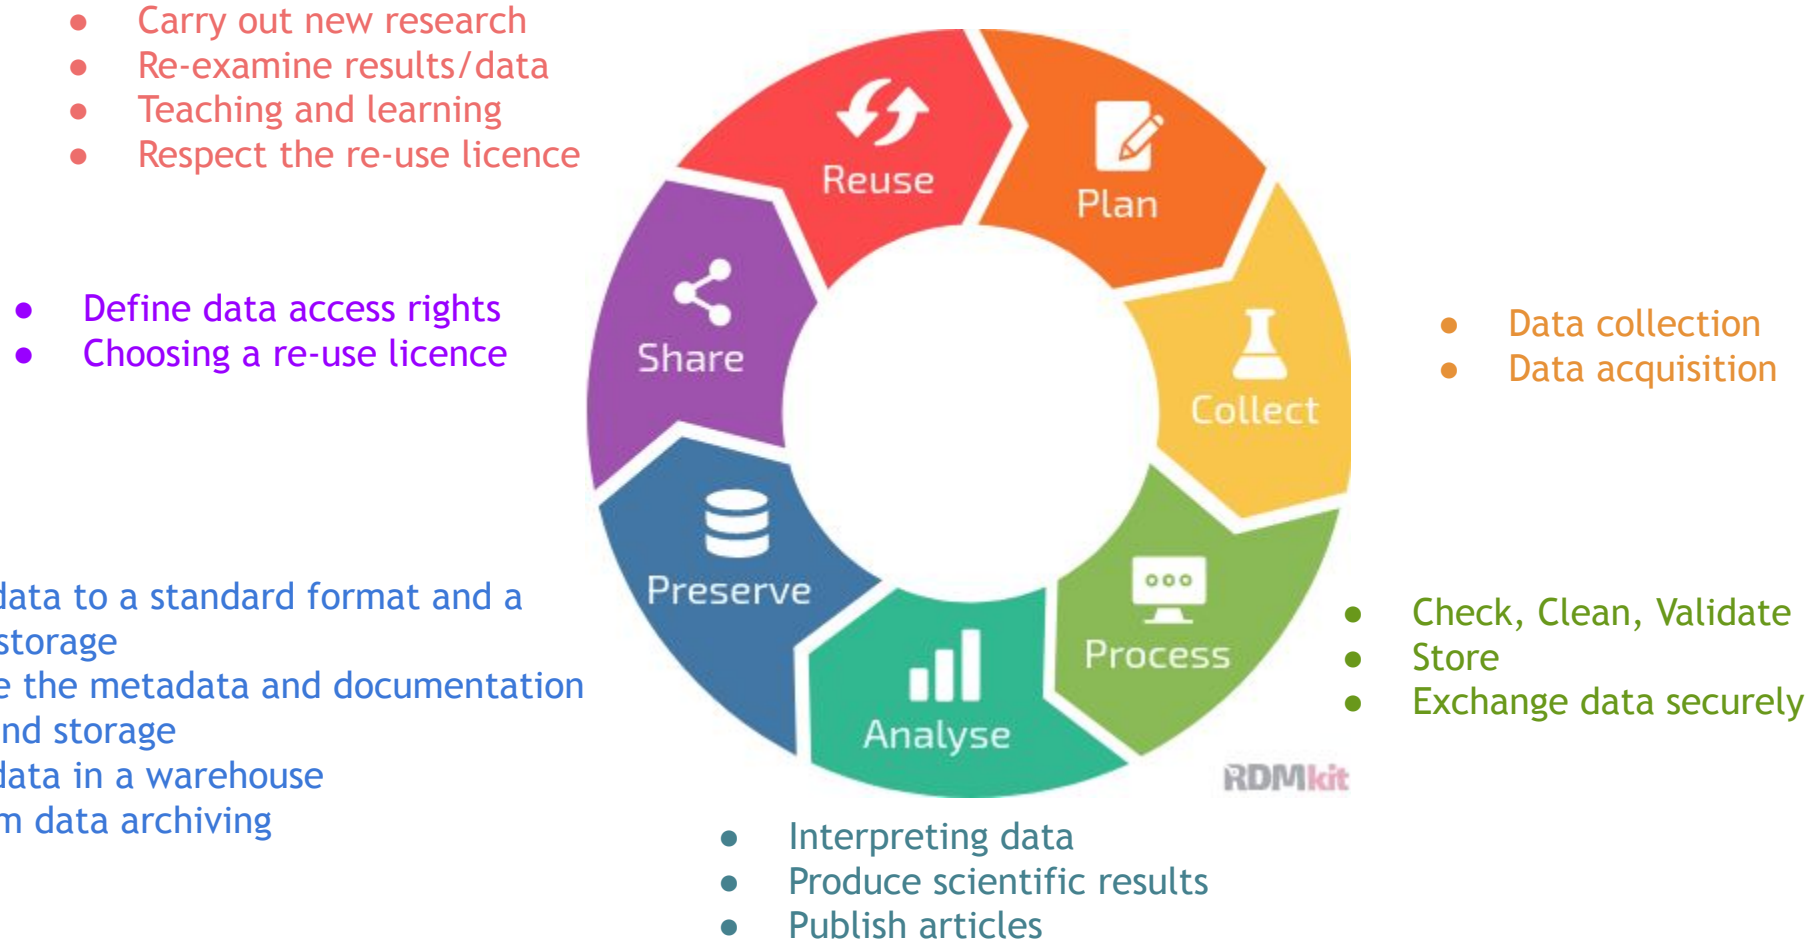 ● Carry out new research
● Re-examine results/data
● Teaching and learning
● Respect the re-use licence
Reuse
Plan
● Define data access rights
● Choosing a re-use licence
Share
Collect
● Data collection
● Data acquisition
data to a standard format and a
storage
the metadata and documentation
storage
data in a warehouse
data archiving
Preserve
Process
Analyse
● Check, Clean, Validate
● Store
● Exchange data securely
RDMkit
● Interpreting data
● Produce scientific results
● Publish articles